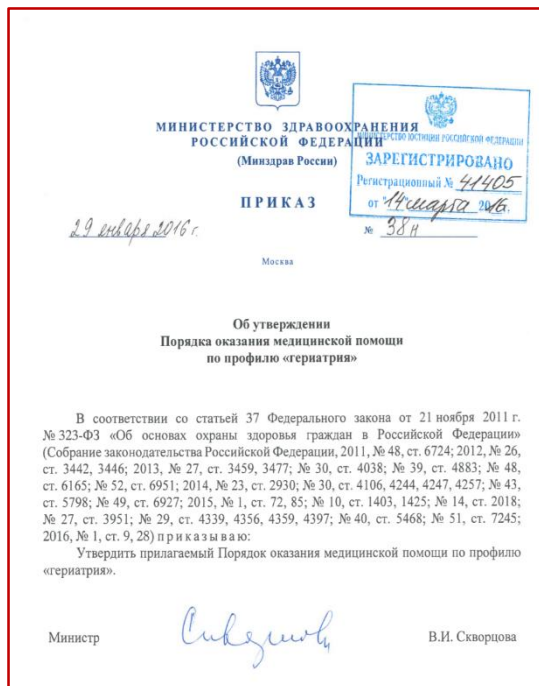 МИНИСТЕРСТВО ЗДРАВООХРАНЕНИЯ
РОССИЙСКОЙ ФЕДЕРАЦИИ
(Минздрав России)
МИНИСТЕРСТВО ЮСТИЦИИ РОССИЙСКОЙ ФЕДЕРАЦИИ
ЗАРЕГИСТРИРОВАНО
Регистрационный № 41405
от "14" марта 2016.
ПРИКАЗ
29 января 2016 г.
№ 38н
Москва
Об утверждении
Порядка оказания медицинской помощи
по профилю «гериатрия»
В соответствии со статьей 37 Федерального закона от 21 ноября 2011 г.
№ 323-ФЗ «Об основах охраны здоровья граждан в Российской Федерации»
(Собрание законодательства Российской Федерации, 2011, № 48, ст. 6724; 2012, № 26,
ст. 3442, 3446; 2013, № 27, ст. 3459, 3477; № 30, ст. 4038; № 39, ст. 4883; № 48,
ст. 6165; № 52, ст. 6951; 2014, № 23, ст. 2930; № 30, ст. 4106, 4244, 4247, 4257; № 43,
ст. 5798; № 49, ст. 6927; 2015, № 1, ст. 72, 85; № 10, ст. 1403, 1425; № 14, ст. 2018;
№ 27, ст. 3951; № 29, ст. 4339, 4356, 4359, 4397; № 40, ст. 5468; № 51, ст. 7245;
2016, № 1, ст. 9, 28) приказываю:
Утвердить прилагаемый Порядок оказания медицинской помощи по профилю
«гериатрия».
Министр
В.И. Скворцова